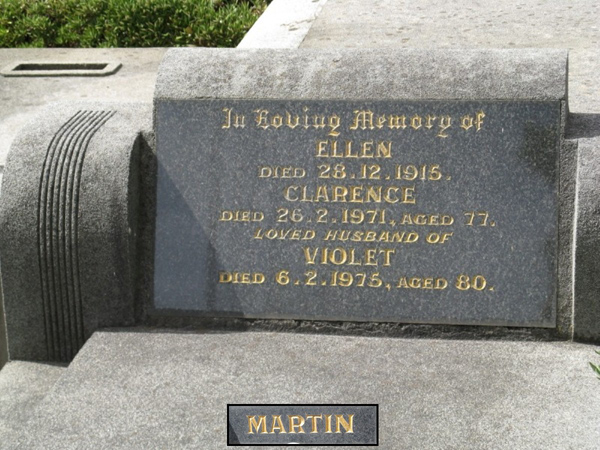 In Loving Memory of
ELLEN
DIED 28.12.1915.
CLARENCE
DIED 26.2.1971, AGED 77.
LOVED HUSBAND OF
VIOLET
DIED 6.2.1975, AGED 80.
MARTIN